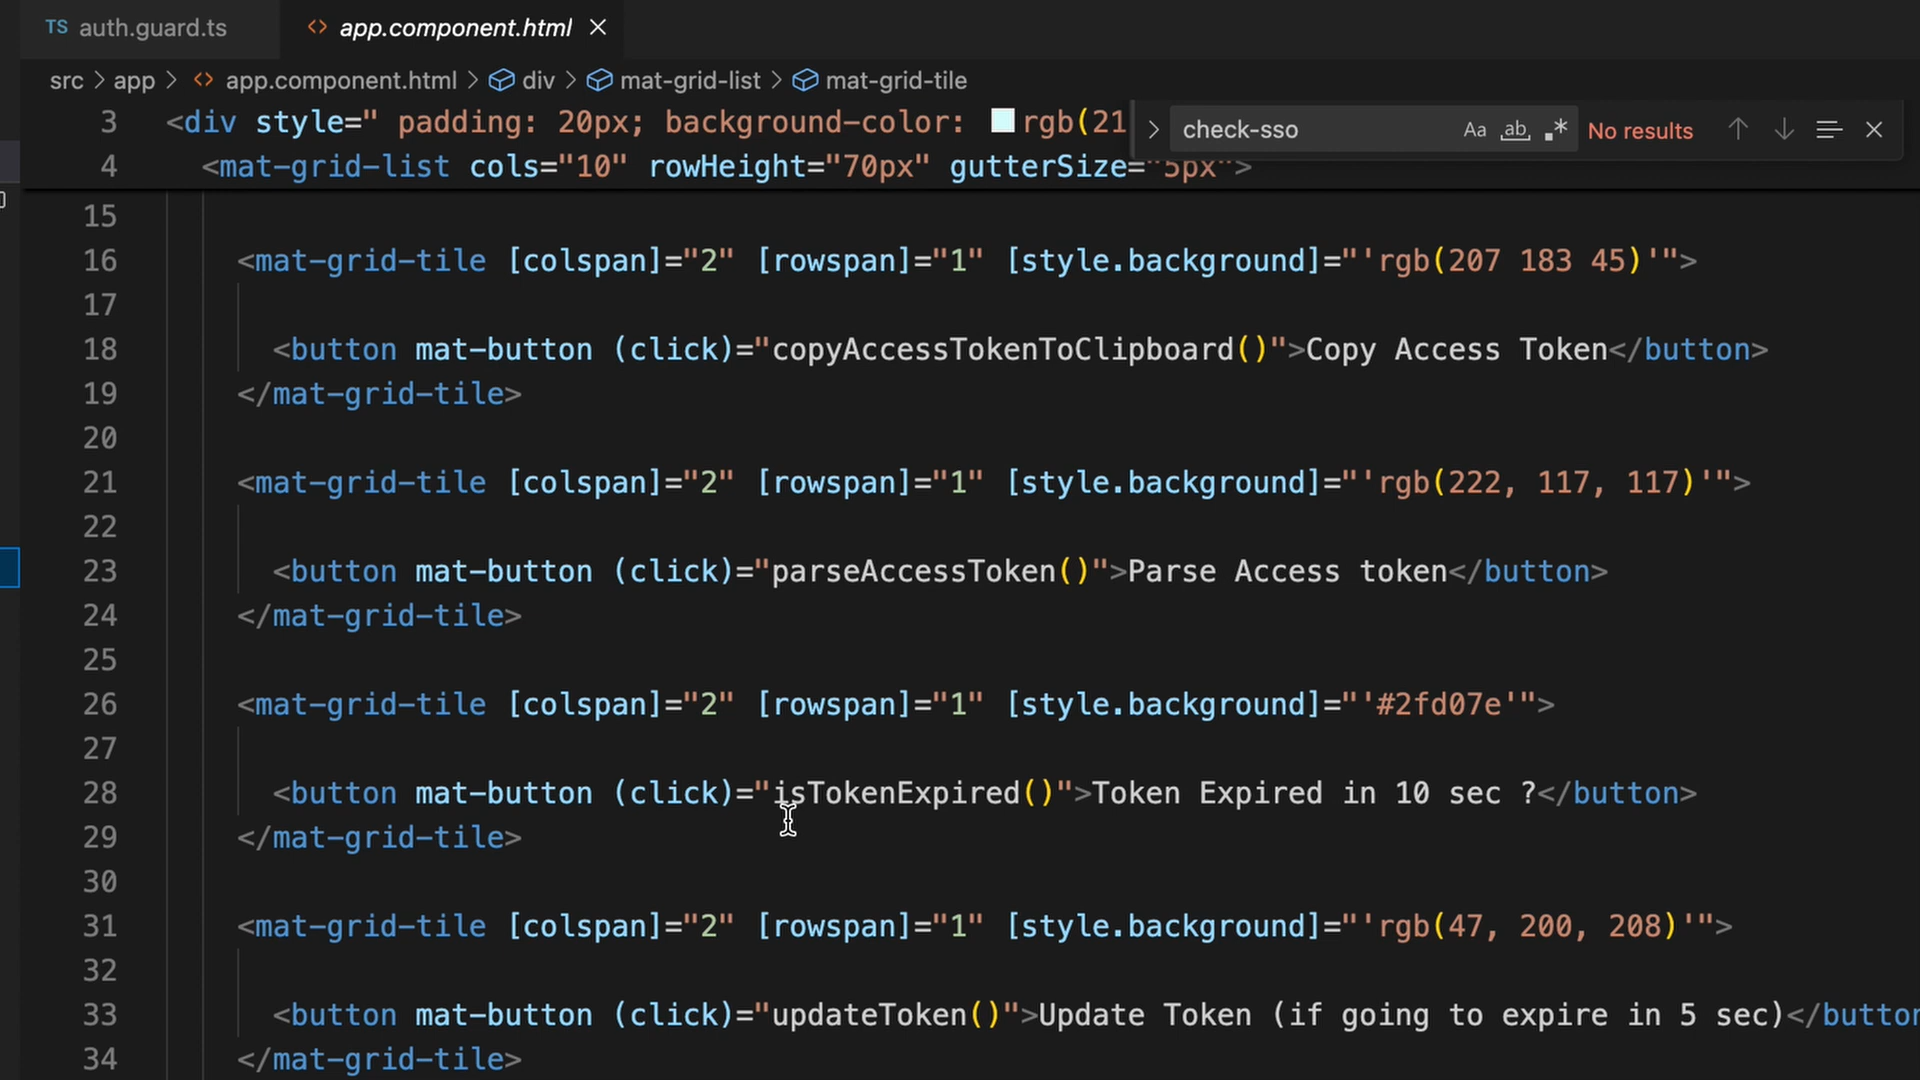 TS auth.guard.ts <> app.component.html
src > app > <> app.component.html > div > mat-grid-list > mat-grid-tile
check-sso Aa ab .* No results
3 <div style=" padding: 20px; background-color: rgb(21
4 <mat-grid-list cols="10" rowHeight="70px" gutterSize="5px">
15
16 <mat-grid-tile [colspan]="2" [rowspan]="1" [style.background]="'rgb(207 183 45)'">
17
18 <button mat-button (click)="copyAccessTokenToClipboard()">Copy Access Token</button>
19 </mat-grid-tile>
20
21 <mat-grid-tile [colspan]="2" [rowspan]="1" [style.background]="'rgb(222, 117, 117)'">
22
23 <button mat-button (click)="parseAccessToken()">Parse Access token</button>
24 </mat-grid-tile>
25
26 <mat-grid-tile [colspan]="2" [rowspan]="1" [style.background]="'#2fd07e'">
27
28 <button mat-button (click)="isTokenExpired()">Token Expired in 10 sec ?</button>
29 </mat-grid-tile>
30
31 <mat-grid-tile [colspan]="2" [rowspan]="1" [style.background]="'rgb(47, 200, 208)'">
32
33 <button mat-button (click)="updateToken()">Update Token (if going to expire in 5 sec)</button
34 </mat-grid-tile>